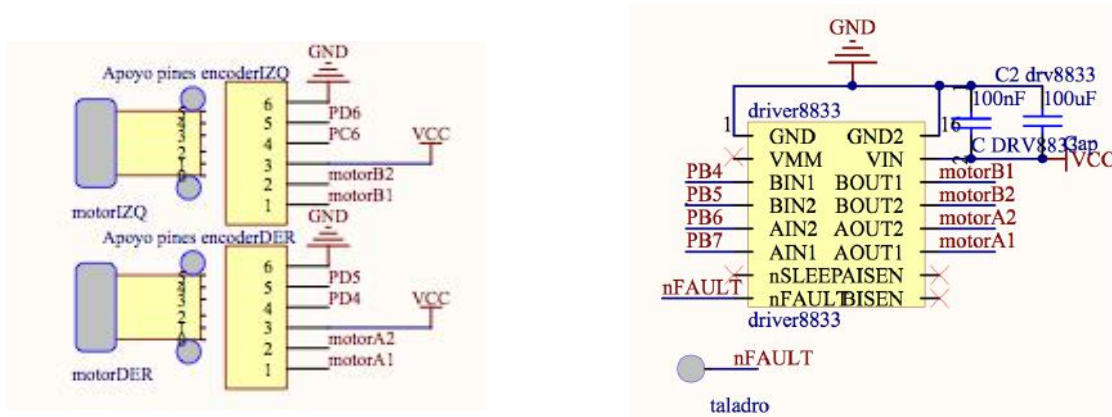 Apoyo pines encoderIZQ
GND
6
5 PD6
4 PC6
3 VCC
2 motorB2
1 motorB1
motorIZQ
Apoyo pines encoderDER
GND
6
5 PD5
4 PD4
3 VCC
2 motorA2
1 motorA1
motorDER
GND
C2 drv8833
100nF 100uF
driver8833
1 GND GND2 16
C DRV8833 Cap
VMM VIN VCC
PB4 BIN1 BOUT1 motorB1
PB5 BIN2 BOUT2 motorB2
PB6 AIN2 AOUT2 motorA2
PB7 AIN1 AOUT1 motorA1
nSLEEP AISEN
nFAULT nFAULT BISEN
driver8833
nFAULT
taladro